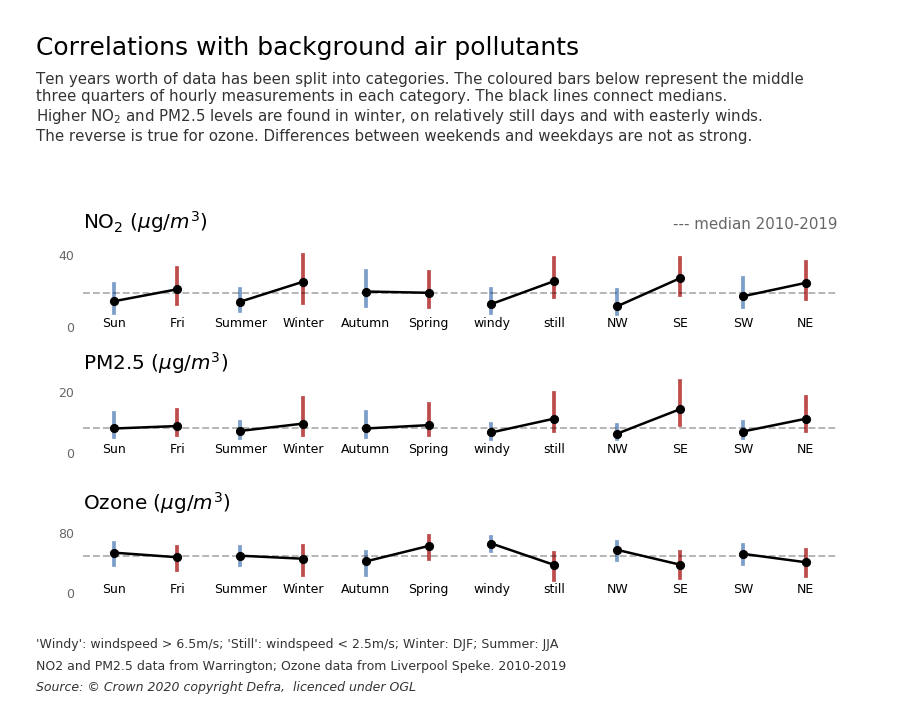 Correlations with background air pollutants
Ten years worth of data has been split into categories. The coloured bars below represent the middle
three quarters of hourly measurements in each category. The black lines connect medians.
Higher NO₂ and PM2.5 levels are found in winter, on relatively still days and with easterly winds.
The reverse is true for ozone. Differences between weekends and weekdays are not as strong.
NO₂ (μg/m³)
--- median 2010-2019
40
0
Sun Fri Summer Winter Autumn Spring windy still NW SE SW NE
PM2.5 (μg/m³)
20
0
Sun Fri Summer Winter Autumn Spring windy still NW SE SW NE
Ozone (μg/m³)
80
0
Sun Fri Summer Winter Autumn Spring windy still NW SE SW NE
'Windy': windspeed > 6.5m/s; 'Still': windspeed < 2.5m/s; Winter: DJF; Summer: JJA
NO2 and PM2.5 data from Warrington; Ozone data from Liverpool Speke. 2010-2019
Source: © Crown 2020 copyright Defra,  licenced under OGL